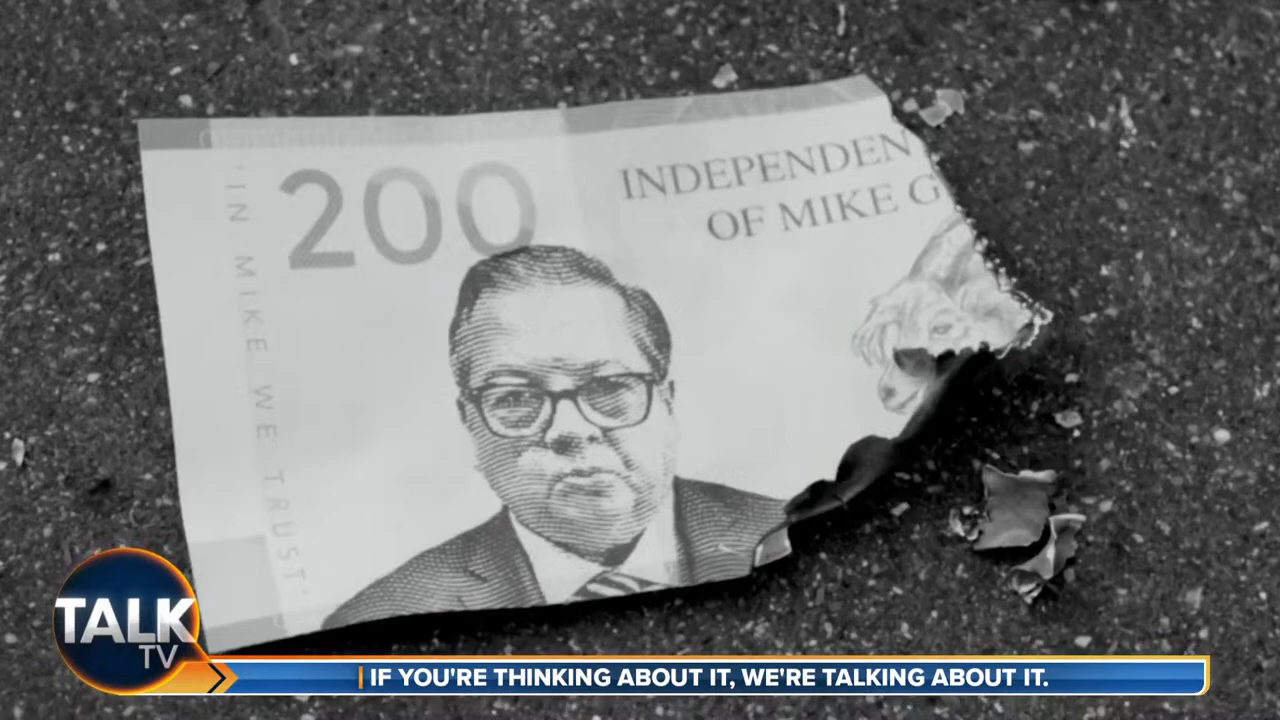 200
INDEPENDEN
OF MIKE G
'IN MIKE WE TRUST'
TALK
TV
IF YOU'RE THINKING ABOUT IT, WE'RE TALKING ABOUT IT.